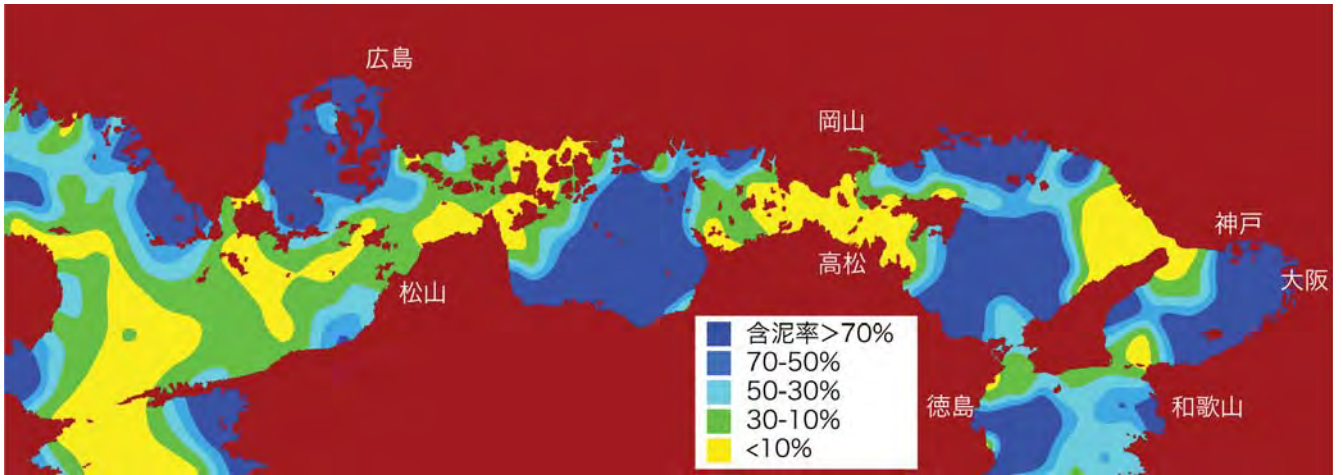 広島
岡山
神戸
大阪
高松
松山
含泥率>70%
70-50%
50-30%
30-10%
<10%
徳島
和歌山